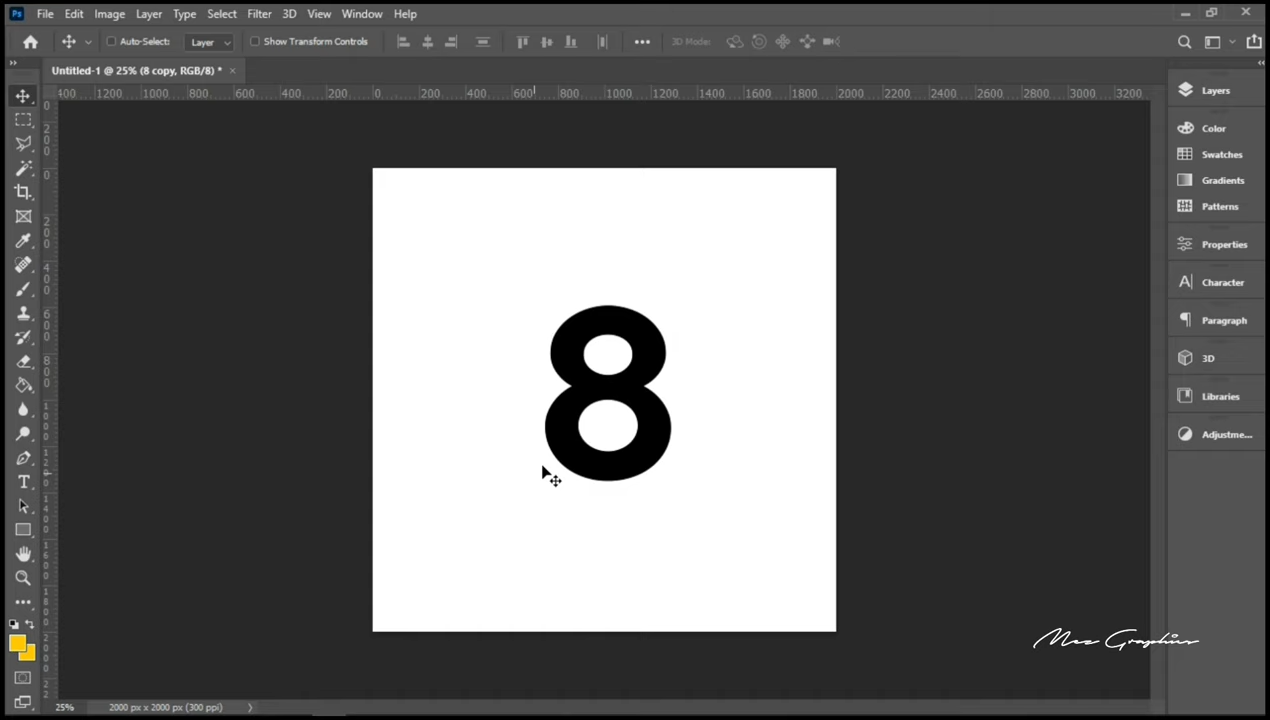 Ps File Edit Image Layer Type Select Filter 3D View Window Help
Auto-Select: Layer Show Transform Controls 3D Mode:
Untitled-1 @ 25% (8 copy, RGB/8) *
400 1200 1000 800 600 400 200 0 200 400 600 800 1000 1200 1400 1600 1800 2000 2200 2400 2600 2800 3000 3200
Layers
Color
Swatches
Gradients
Patterns
Properties
Character
Paragraph
3D
Libraries
Adjustme...
8
Mez Graphics
25% 2000 px x 2000 px (300 ppi)